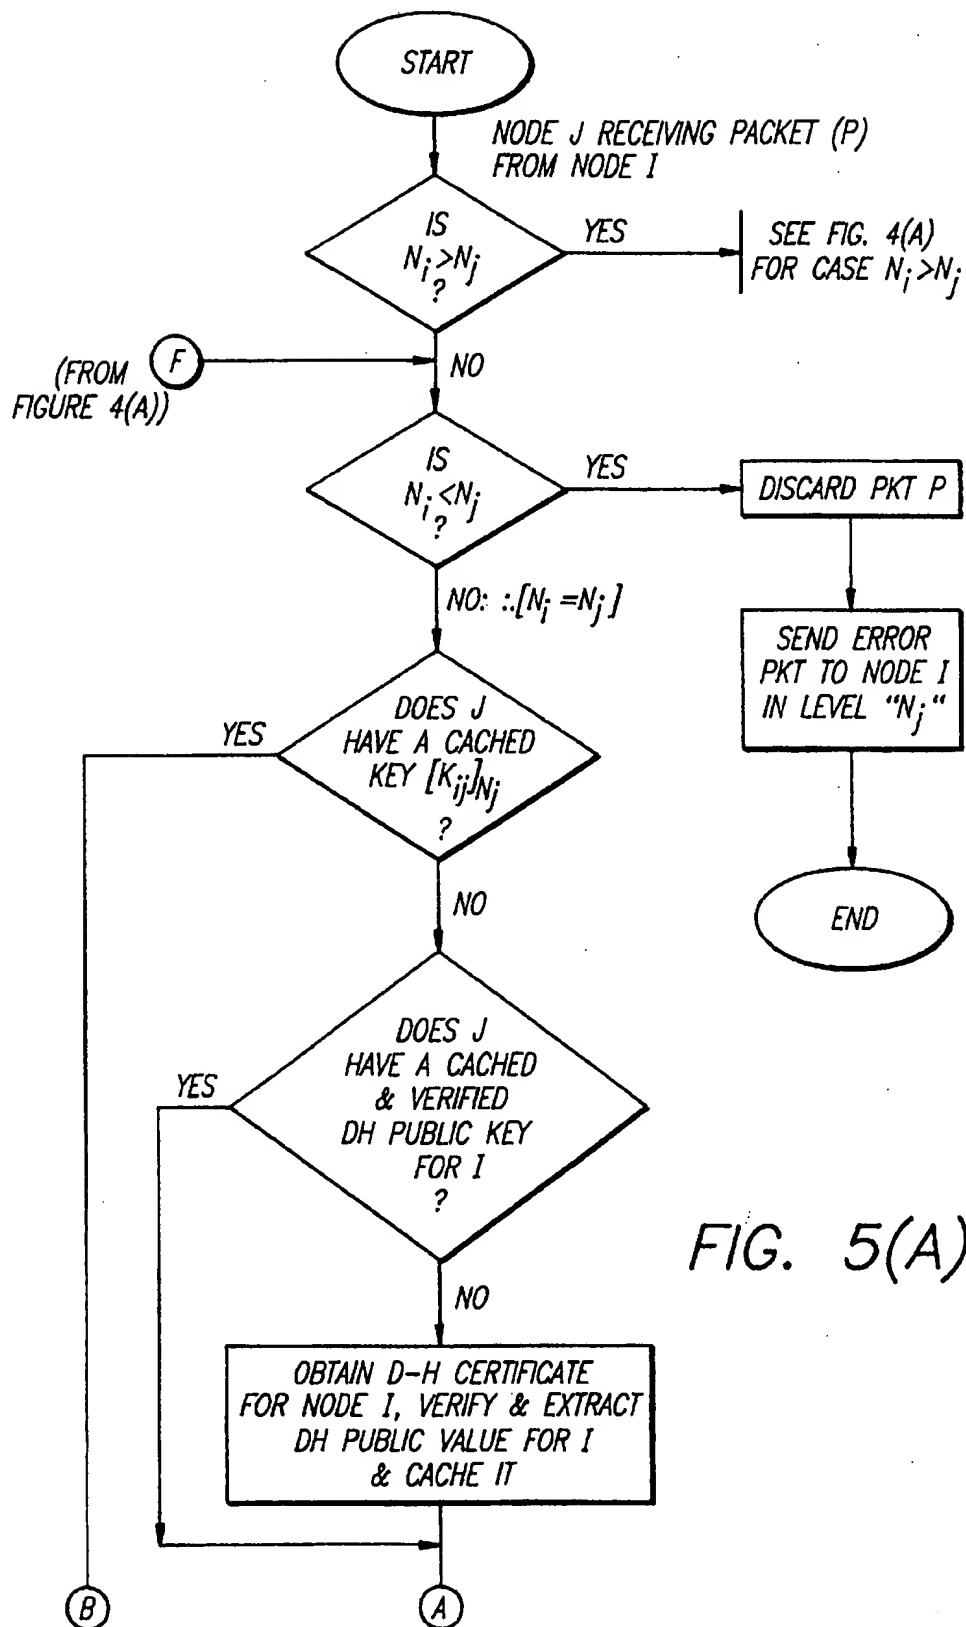 START
NODE J RECEIVING PACKET (P)
FROM NODE I
IS
Ni>Nj
?
YES
SEE FIG. 4(A)
FOR CASE Ni>Nj
NO
F
(FROM
FIGURE 4(A))
IS
Ni<Nj
?
YES
DISCARD PKT P
NO: ∴[Ni =Nj ]
SEND ERROR
PKT TO NODE I
IN LEVEL “Nj“
END
DOES J
HAVE A CACHED
KEY [Kij]Nj
?
YES
NO
DOES J
HAVE A CACHED
& VERIFIED
DH PUBLIC KEY
FOR I
?
YES
NO
FIG. 5(A)
OBTAIN D-H CERTIFICATE
FOR NODE I, VERIFY & EXTRACT
DH PUBLIC VALUE FOR I
& CACHE IT
B
A